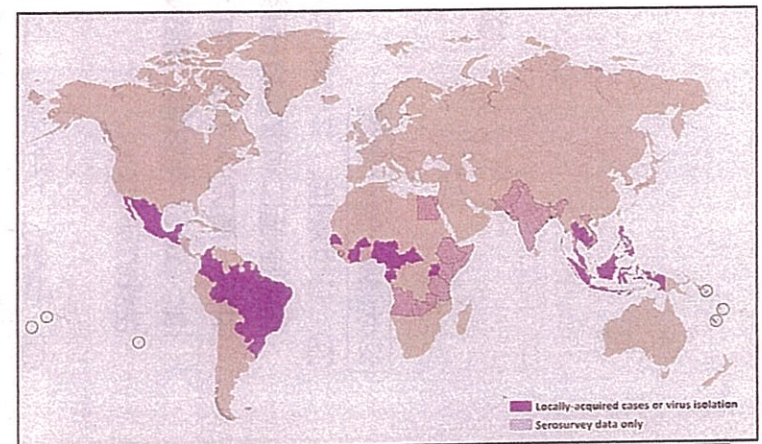 Locally-acquired cases or virus isolation
Serosurvey data only